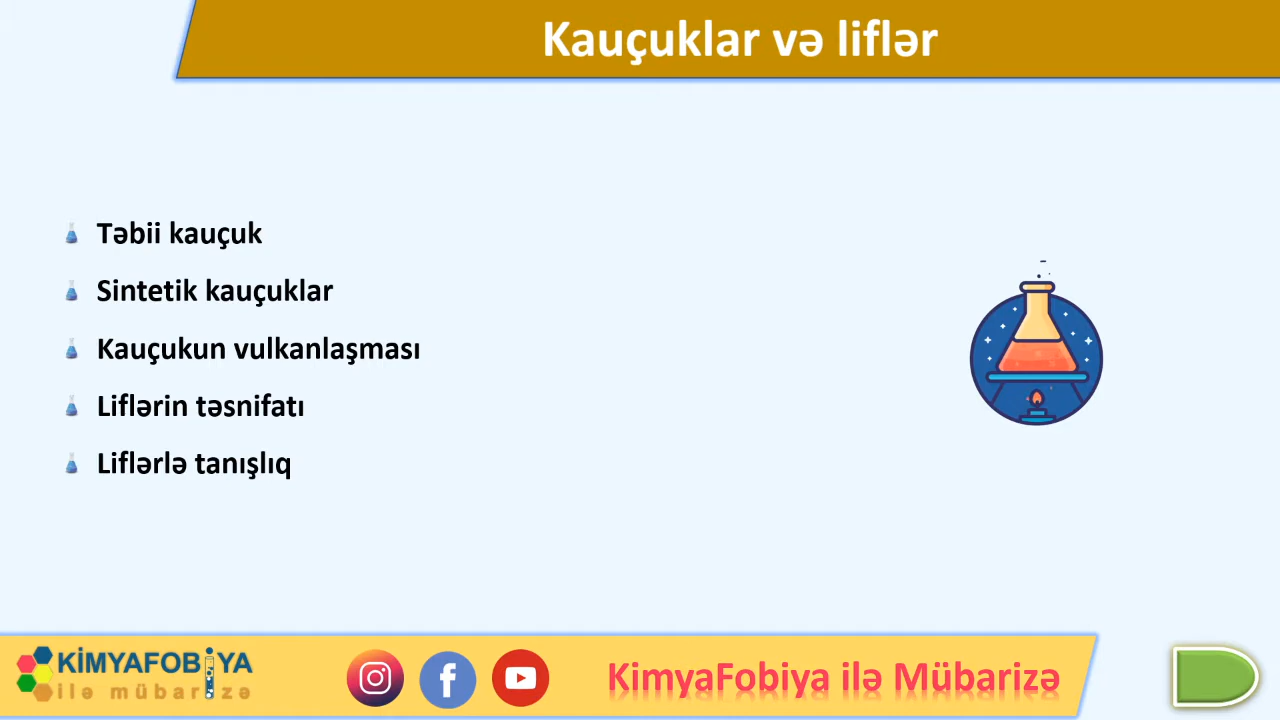 Kauçuklar və liflər
Təbii kauçuk
Sintetik kauçuklar
Kauçukun vulkanlaşması
Liflərin təsnifatı
Liflərlə tanışlıq
KİMYAFOBİYA
ilə mübarizə
KimyaFobiya ilə Mübarizə